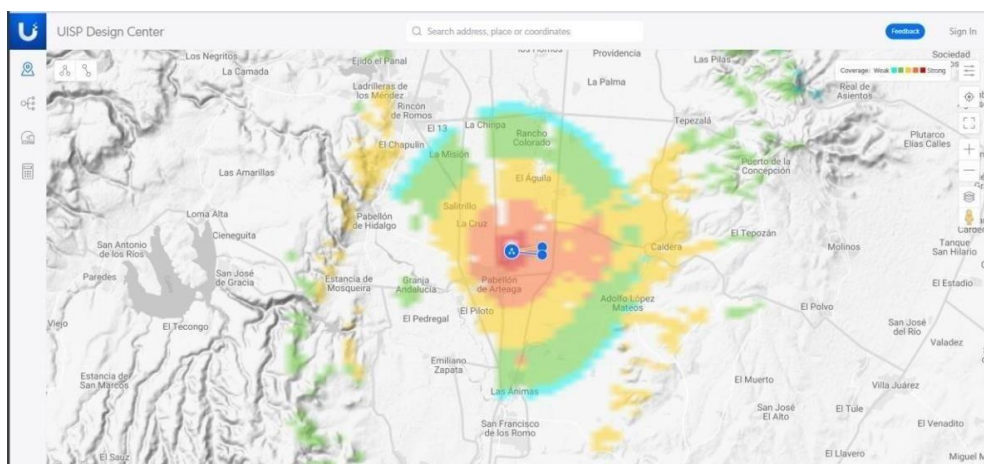 UISP Design Center
Search address, place or coordinates
Feedback
Sign In
Coverage: Weak
Strong
Los Negritos
Ejido el Panal
los Hornos
Providencia
Las Pilas
Sociedad
La Camada
Ladrilleras de
los Méndez
La Palma
Real de
Asientos
Rincón
de Romos
El 13
La Chiripa
Rancho
Colorado
Tepezalá
Plutarco
Elías Calles
El Chapulín
La Misión
Las Amarillas
El Águila
Puerto de la
Concepción
Loma Alta
Pabellón
de Hidalgo
Salitrillo
La Cruz
Cieneguita
San Antonio
de los Ríos
Caldera
El Tepozán
Molinos
Tanque
San Hilario
Paredes
San José
de Gracia
Estancia de
Mosqueira
Granja
Andalucía
Pabellón
de Arteaga
El Estadio
Adolfo López
Mateos
El Polvo
Viejo
El Tecongo
El Pedregal
El Piloto
San José
del Río
Valadez
Emiliano
Zapata
Estancia de
San Marcos
Las Ánimas
El Muerto
Villa Juárez
San José
El Alto
El Tule
El Venadito
San Francisco
de los Romo
El Sauz
El Llavero
Miguel M